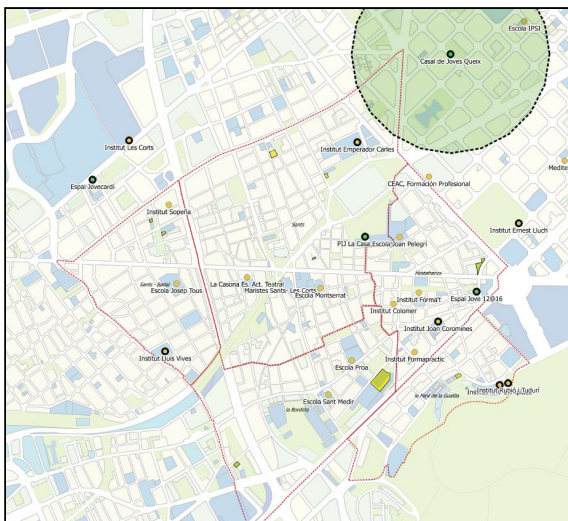 Escola IPSI
Casal de Joves Queix
Institut Les Corts
Institut Emperador Carles
Espai Jovecardi
CEAC, Formación Profesional
Institut Sopeña
Institut Ernest Lluch
Sants
PIJ La Casa
Escola Joan Pelegrí
Hostafrancs
Sants - Badal
La Casona Es. Act. Teatral
Escola Josep Tous
Maristes Sants- Les Corts
Escola Montserrat
Institut Forma't
Espai Jove 12@16
Institut Colomer
Institut Joan Coromines
Institut Lluís Vives
Institut Formapractic
Escola Proa
la Font de la Guatlla
Institut Rubió i Tudurí
Escola Sant Medir
la Bordeta